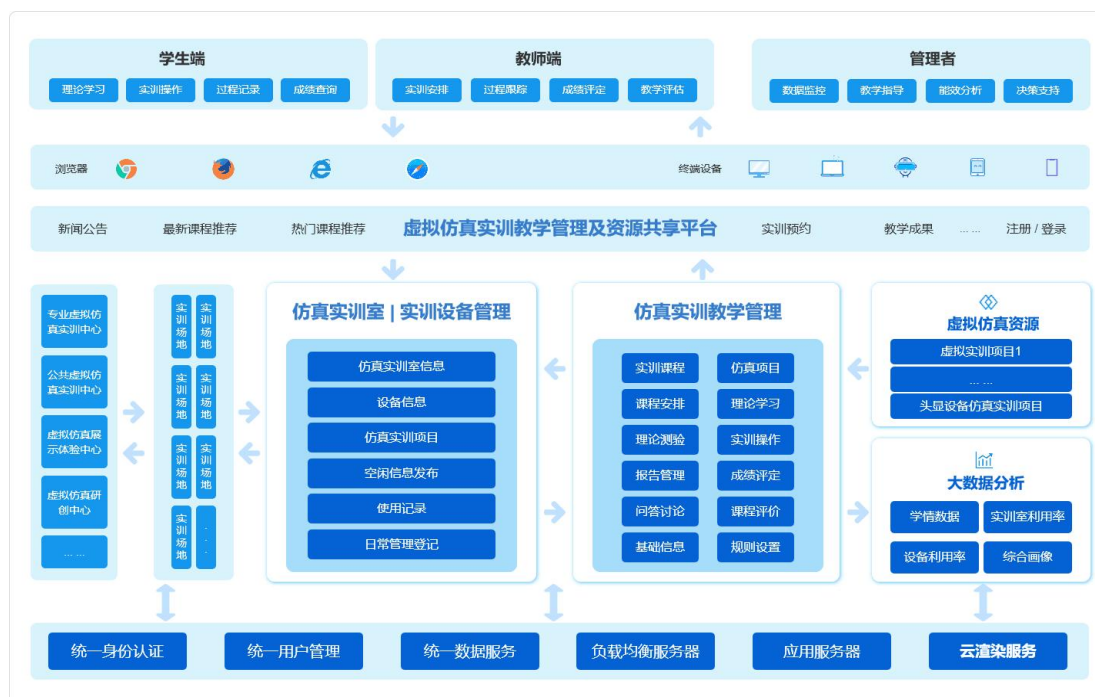 学生端
理论学习 实训操作 过程记录 成绩查询
教师端
实训安排 过程跟踪 成绩评定 教学评估
管理者
数据监控 教学指导 能效分析 决策支持
浏览器
终端设备
新闻公告 最新课程推荐 热门课程推荐 虚拟仿真实训教学管理及资源共享平台 实训预约 教学成果 …… 注册 / 登录
专业虚拟仿
真实训中心
公共虚拟仿
真实训中心
虚拟仿真展
示体验中心
虚拟仿真研
创中心
……
实训场地 实训场地
实训场地 实训场地
实训场地 实训场地
实训场地 ...
仿真实训室 | 实训设备管理
仿真实训室信息
设备信息
仿真实训项目
空闲信息发布
使用记录
日常管理登记
仿真实训教学管理
实训课程 仿真项目
课程安排 理论学习
理论测验 实训操作
报告管理 成绩评定
问答讨论 课程评价
基础信息 规则设置
虚拟仿真资源
虚拟实训项目1
……
头显设备仿真实训项目
大数据分析
学情数据 实训室利用率
设备利用率 综合画像
统一身份认证 统一用户管理 统一数据服务 负载均衡服务器 应用服务器 云渲染服务